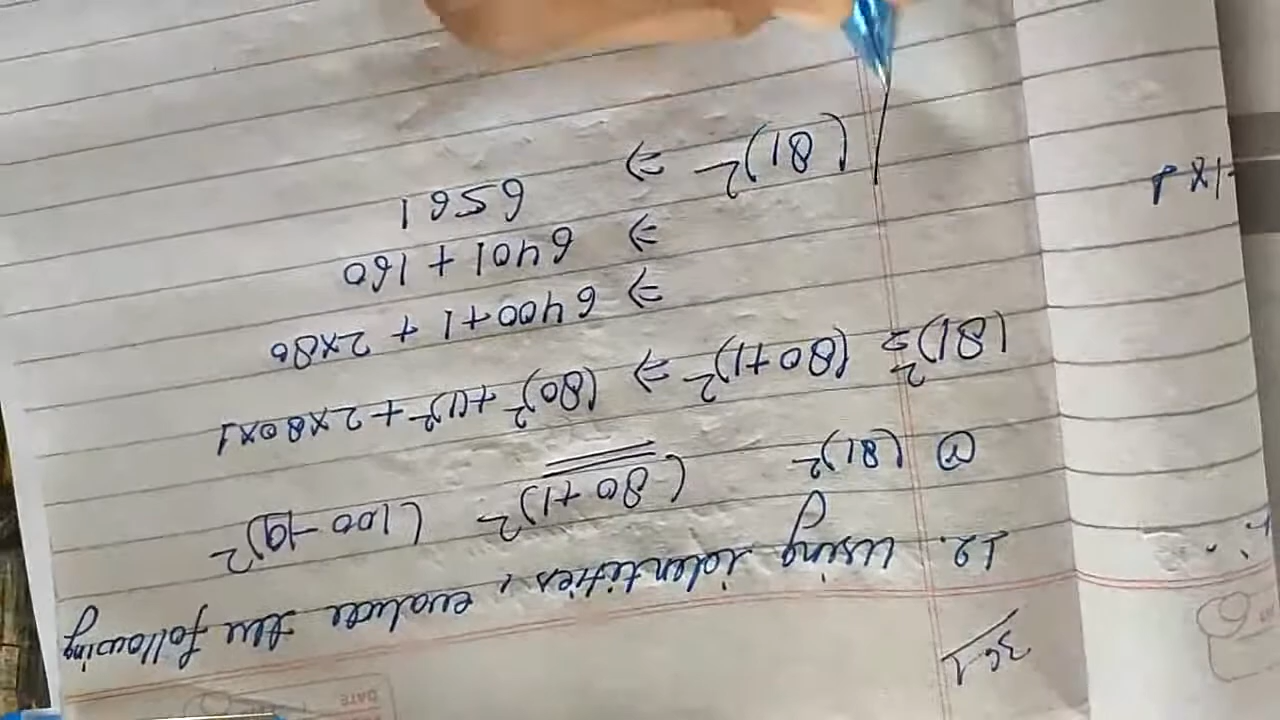 DATE
12. Using identities, evaluate the following
(80+1)² (100-19)²
① (81)²
(81)² = (80+1)² ⇒ (80)² + (1)² + 2×80×1
⇒ 6400+1 + 2×80
⇒ 6401 + 160
6561
(81)² ⇒